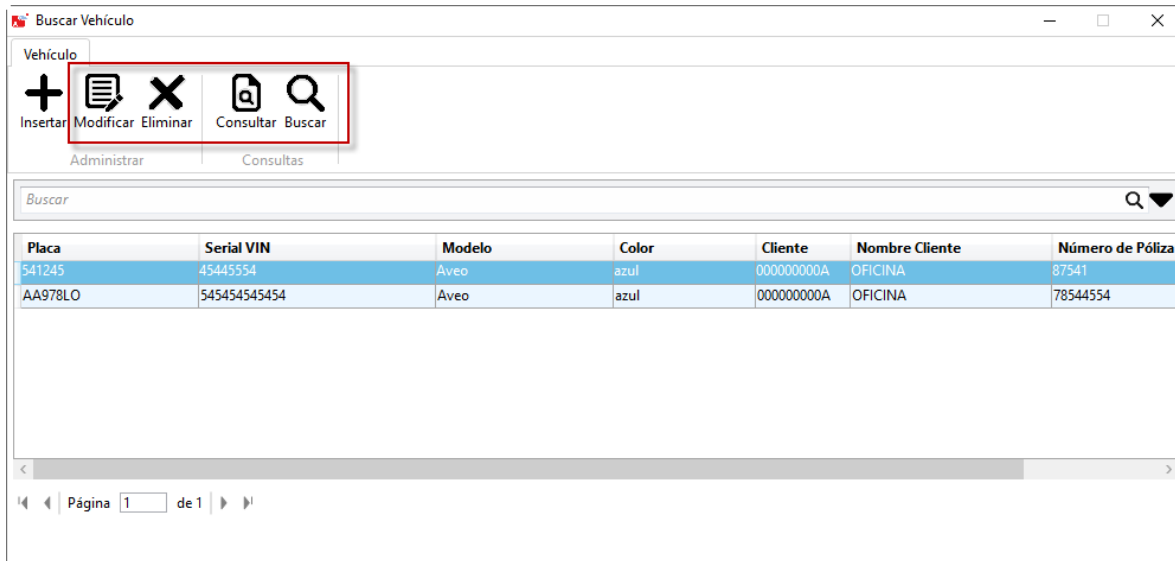 Buscar Vehículo
Vehículo
Insertar Modificar Eliminar Consultar Buscar
Administrar Consultas
Buscar
Placa Serial VIN Modelo Color Cliente Nombre Cliente Número de Póliza
541245 45445554 Aveo azul 000000000A OFICINA 87541
AA978LO 545454545454 Aveo azul 000000000A OFICINA 78544554
Página 1 de 1